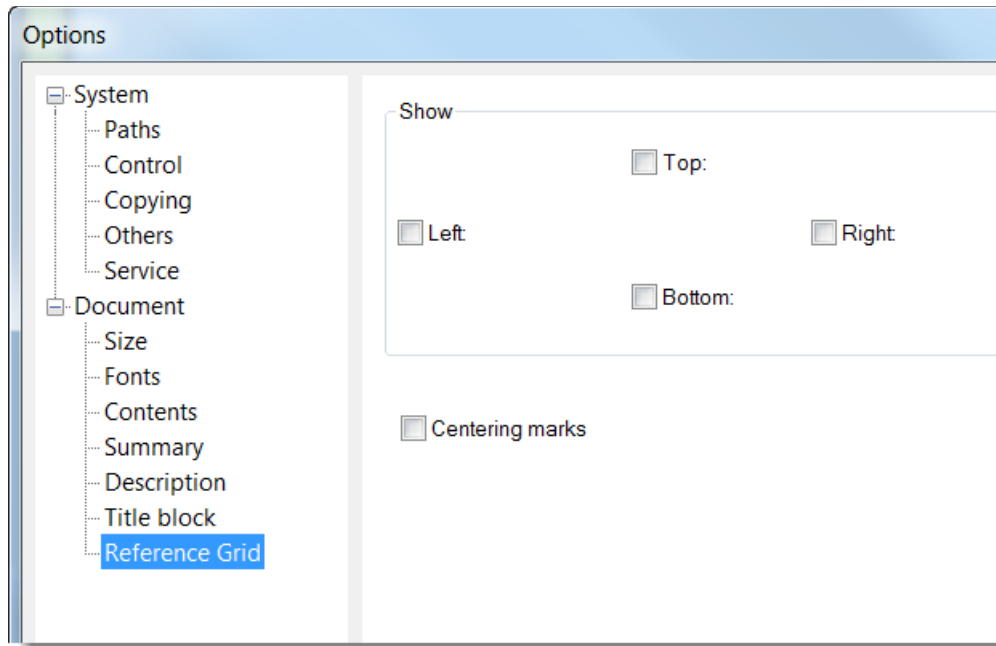 Options
System
Paths
Control
Copying
Others
Service
Document
Size
Fonts
Contents
Summary
Description
Title block
Reference Grid
Show
Top:
Left:
Right:
Bottom:
Centering marks